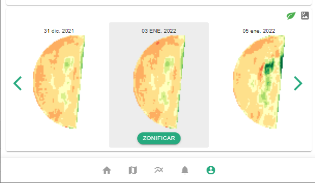 31 dic. 2021
03 ENE. 2022
05 ene. 2022
ZONIFICAR